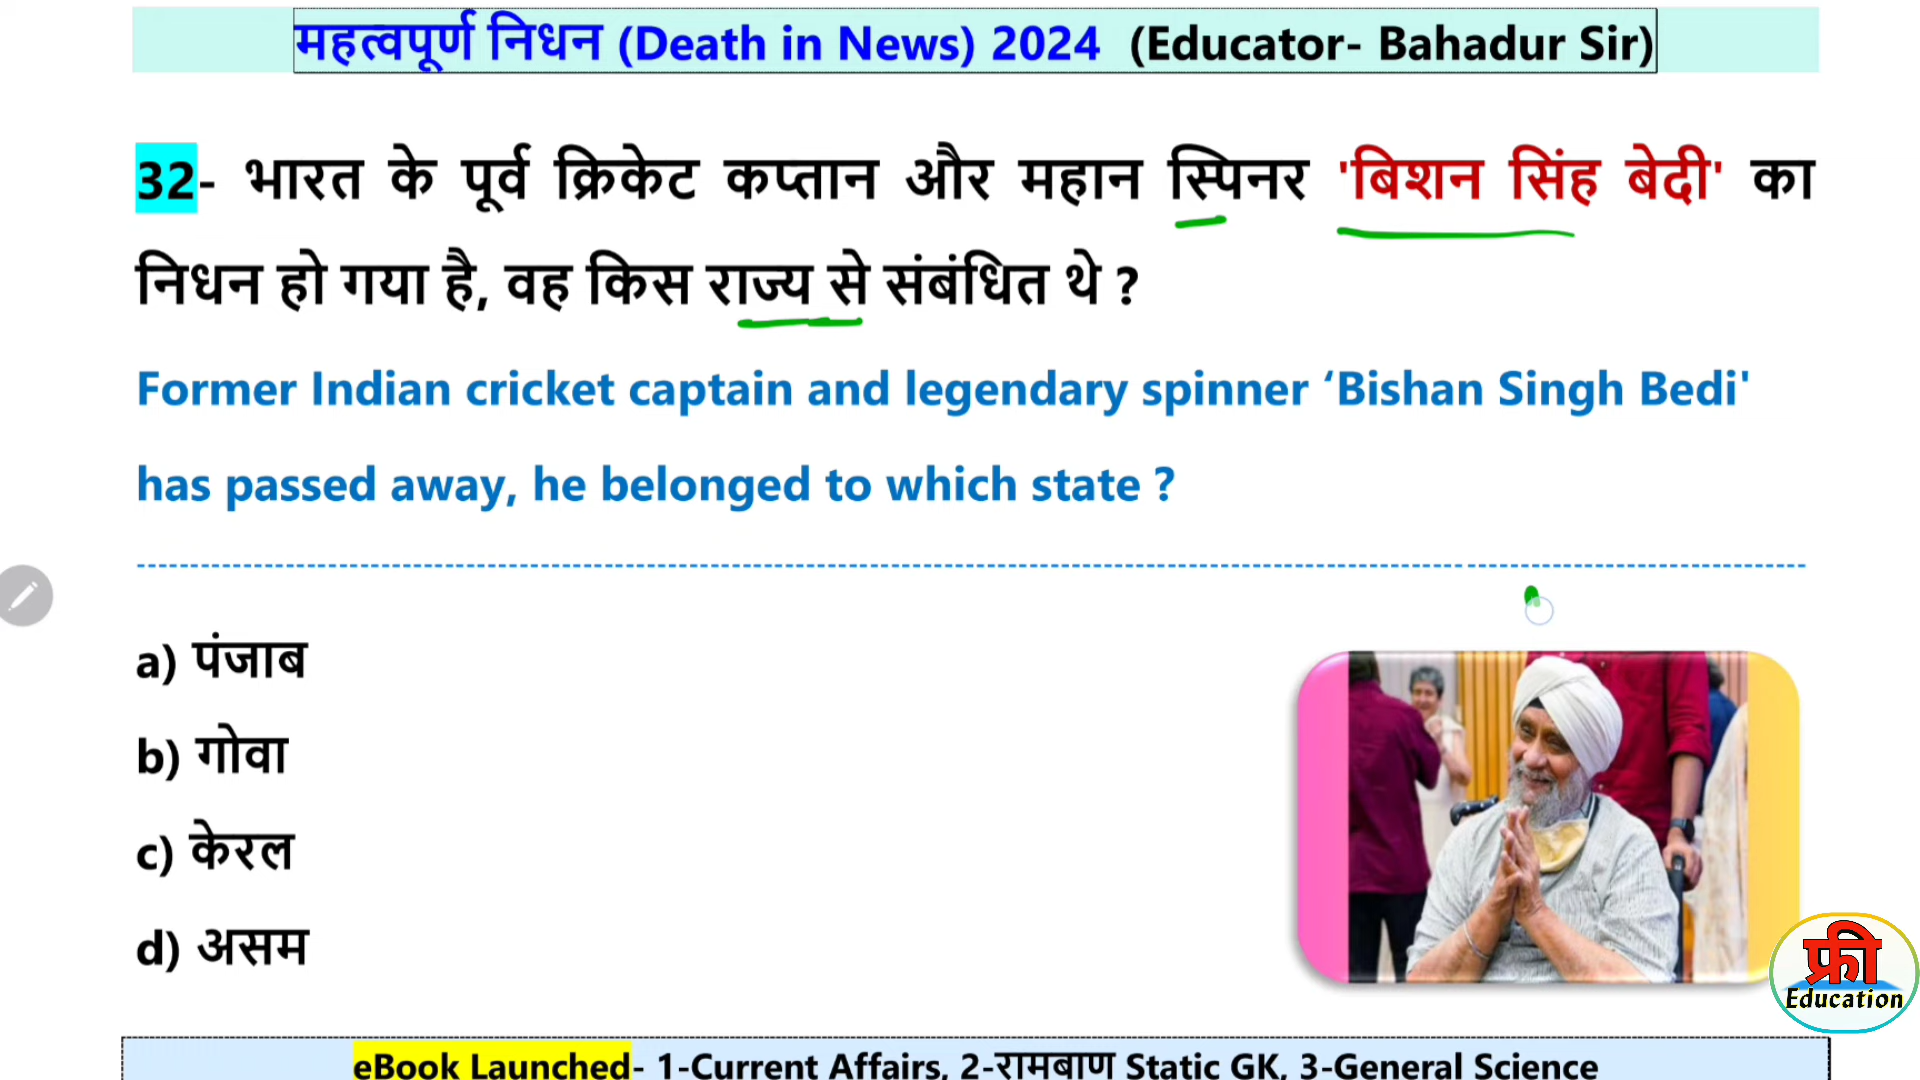 महत्वपूर्ण निधन (Death in News) 2024 (Educator- Bahadur Sir)
32- भारत के पूर्व क्रिकेट कप्तान और महान स्पिनर 'बिशन सिंह बेदी' का
निधन हो गया है, वह किस राज्य से संबंधित थे ?
Former Indian cricket captain and legendary spinner ‘Bishan Singh Bedi'
has passed away, he belonged to which state ?
a) पंजाब
b) गोवा
c) केरल
d) असम
फ्री
Education
eBook Launched- 1-Current Affairs, 2-रामबाण Static GK, 3-General Science